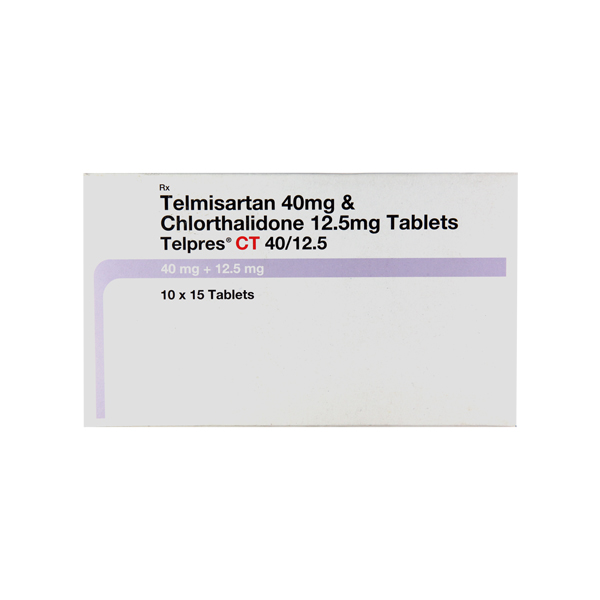 Rx
Telmisartan 40mg &
Chlorthalidone 12.5mg Tablets
Telpres® CT 40/12.5
40 mg + 12.5 mg
10 x 15 Tablets